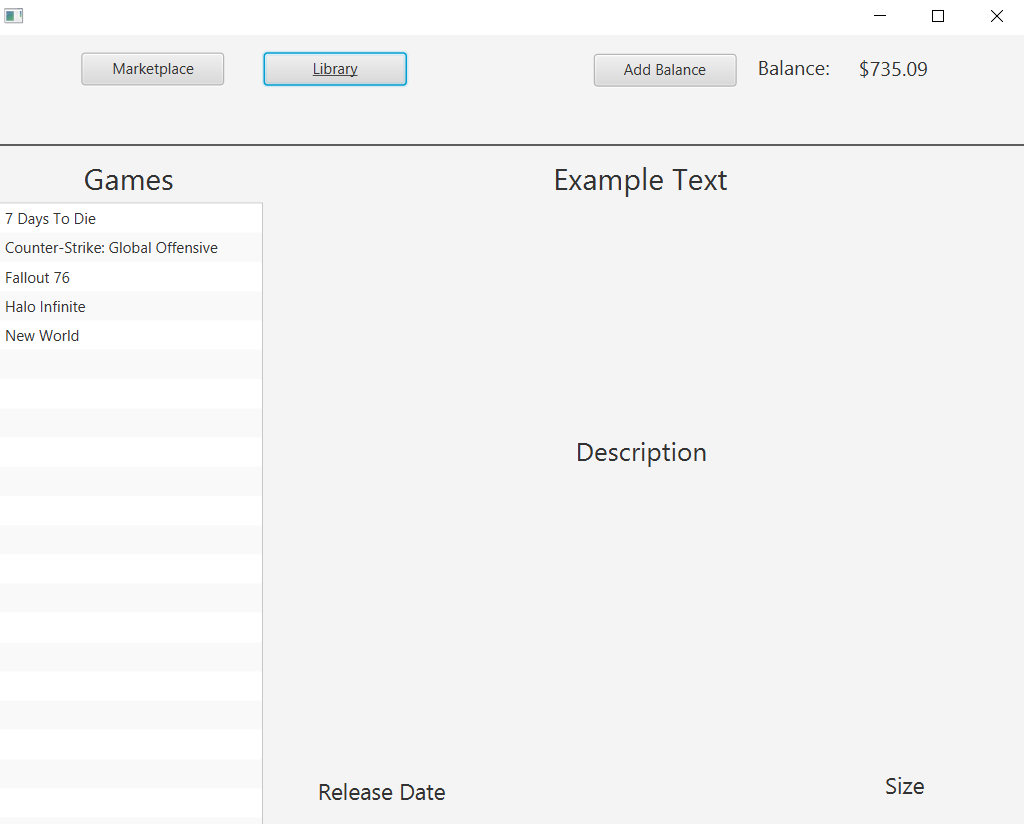 Marketplace Library Add Balance Balance: $735.09
Games
7 Days To Die
Counter-Strike: Global Offensive
Fallout 76
Halo Infinite
New World
Example Text
Description
Release Date
Size